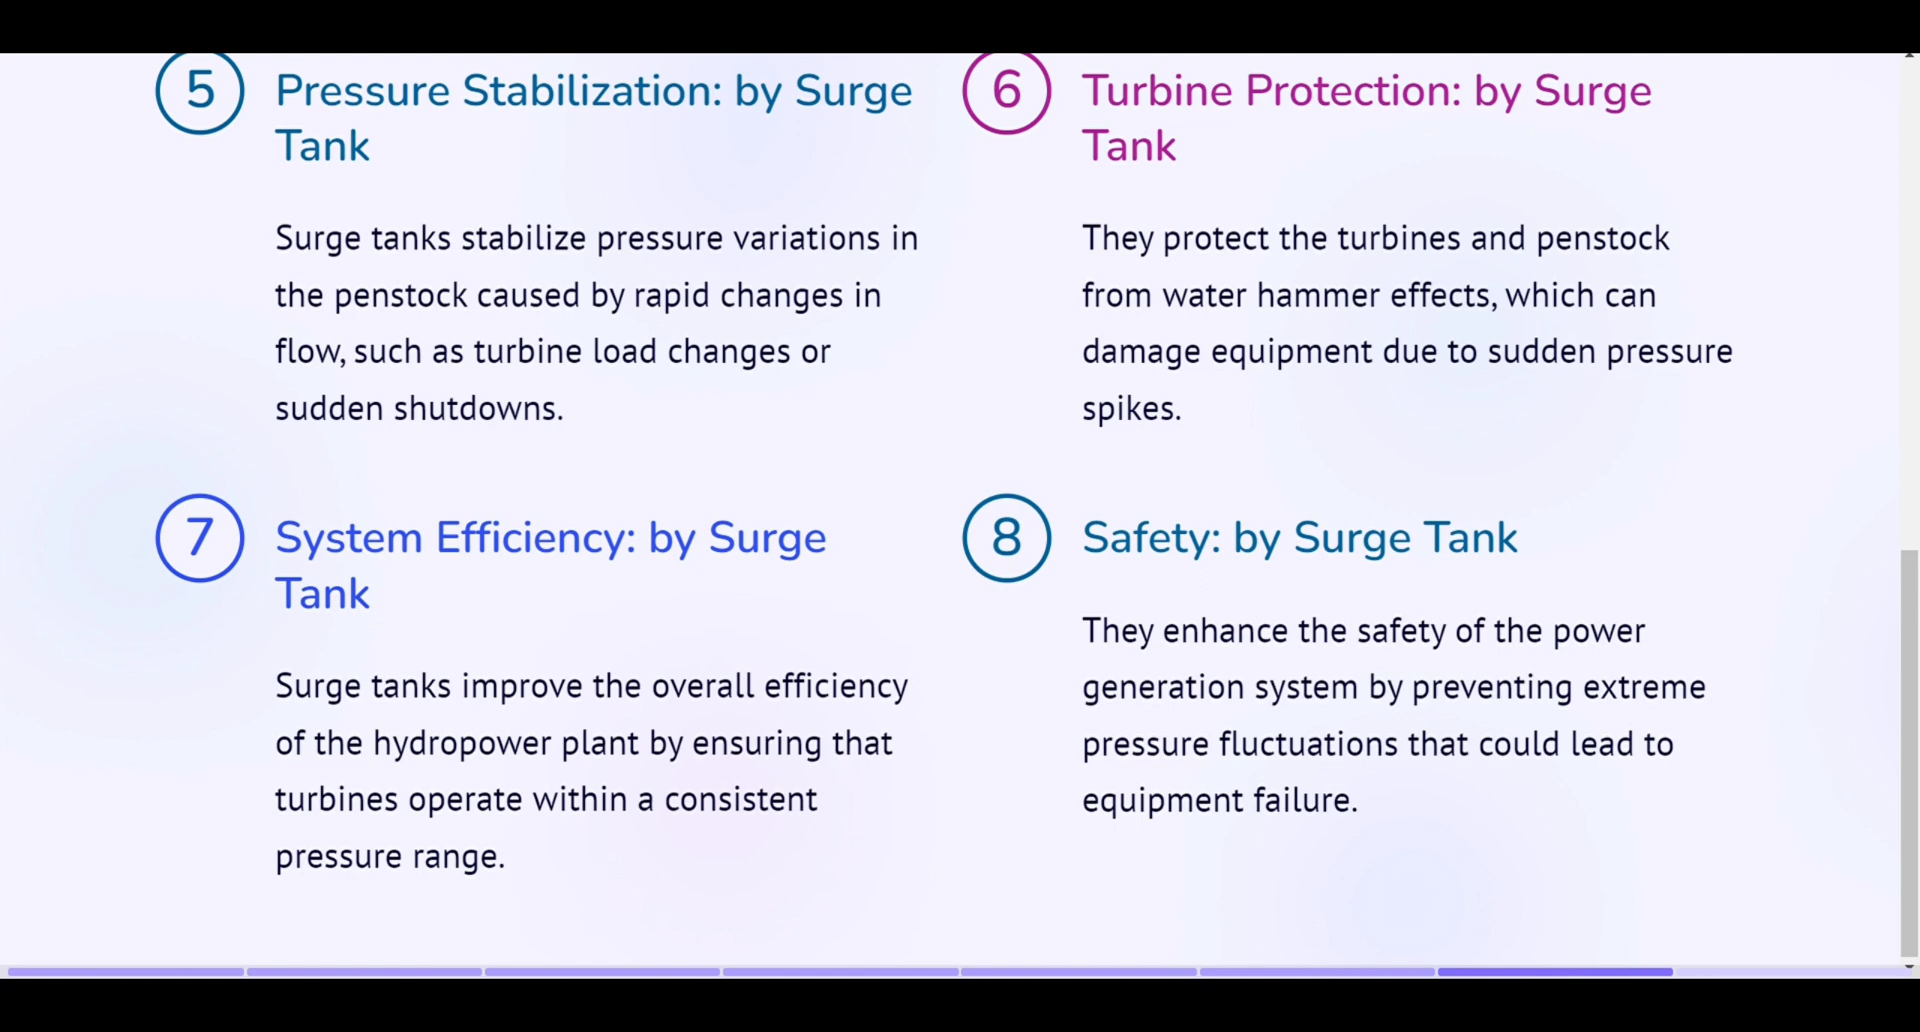 5
Pressure Stabilization: by Surge
Tank
Surge tanks stabilize pressure variations in
the penstock caused by rapid changes in
flow, such as turbine load changes or
sudden shutdowns.
6
Turbine Protection: by Surge
Tank
They protect the turbines and penstock
from water hammer effects, which can
damage equipment due to sudden pressure
spikes.
7
System Efficiency: by Surge
Tank
Surge tanks improve the overall efficiency
of the hydropower plant by ensuring that
turbines operate within a consistent
pressure range.
8
Safety: by Surge Tank
They enhance the safety of the power
generation system by preventing extreme
pressure fluctuations that could lead to
equipment failure.